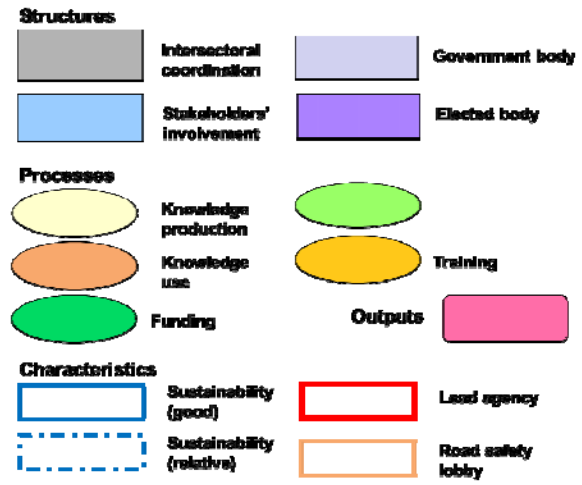 Structures
Intersectoral
coordination
Government body
Stakeholders'
involvement
Elected body
Processes
Knowledge
production
Knowledge
use
Training
Funding
Outputs
Characteristics
Sustainability
(good)
Lead agency
Sustainability
(relative)
Road safety
lobby